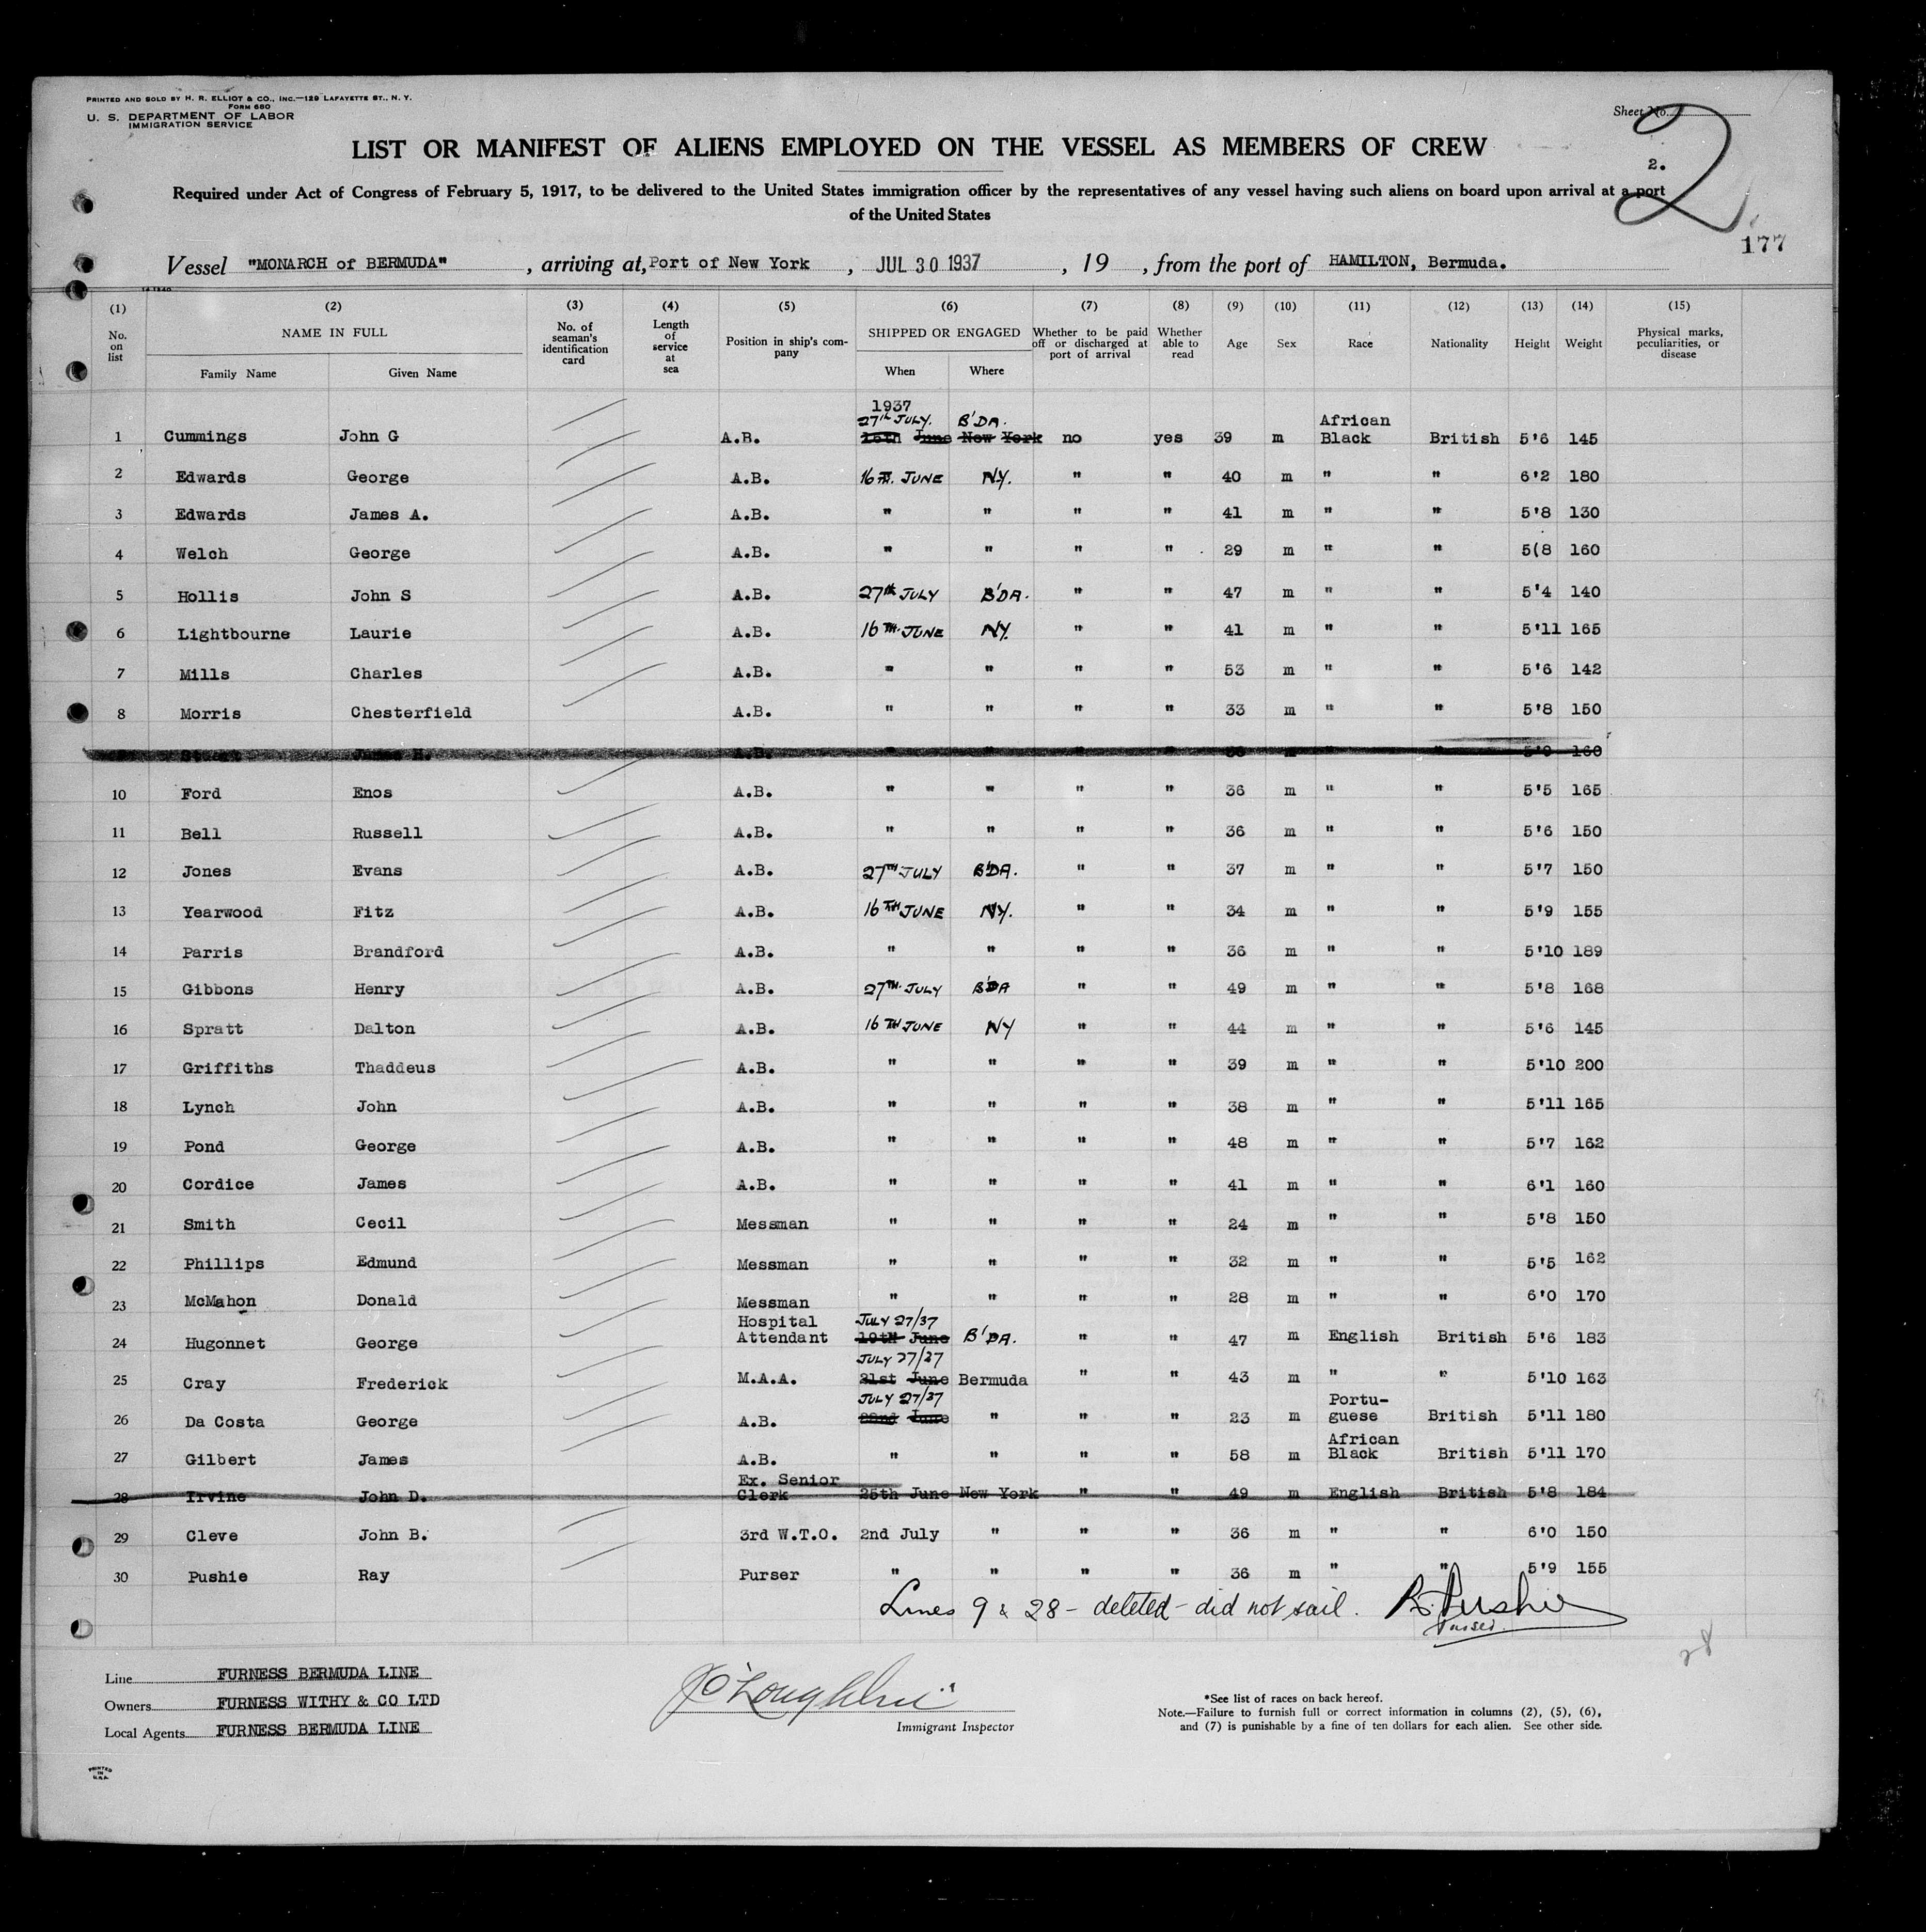 PRINTED AND SOLD BY H. R. ELLIOT & CO., INC.—129 LAFAYETTE ST., N. Y.
FORM 680
U. S. DEPARTMENT OF LABOR
IMMIGRATION SERVICE
Sheet No.
2
2.
LIST OR MANIFEST OF ALIENS EMPLOYED ON THE VESSEL AS MEMBERS OF CREW
Required under Act of Congress of February 5, 1917, to be delivered to the United States immigration officer by the representatives of any vessel having such aliens on board upon arrival at a port
of the United States
177
Vessel "MONARCH of BERMUDA" , arriving at, Port of New York , JUL 30 1937 , 19 , from the port of HAMILTON, Bermuda.
(1) (2) (3) (4) (5) (6) (7) (8) (9) (10) (11) (12) (13) (14) (15)
No. on list NAME IN FULL Family Name Given Name No. of seaman's identification card Length of service at sea Position in ship's company SHIPPED OR ENGAGED When Where Whether to be paid off or discharged at port of arrival Whether able to read Age Sex Race Nationality Height Weight Physical marks, peculiarities, or disease
1937
27th JULY. B'DA. African
1 Cummings John G A.B. 16th June New York no yes 39 m Black British 5'6 145
2 Edwards George A.B. 16TH. JUNE NY. " " 40 m " " 6'2 180
3 Edwards James A. A.B. " " " " 41 m " " 5'8 130
4 Welch George A.B. " " " " 29 m " " 5(8 160
5 Hollis John S A.B. 27th JULY B'DA. " " 47 m " " 5'4 140
6 Lightbourne Laurie A.B. 16TH. JUNE NY. " " 41 m " " 5'11 165
7 Mills Charles A.B. " " " " 53 m " " 5'6 142
8 Morris Chesterfield A.B. " " " " 33 m " " 5'8 150
James H. A.B. " " " " m " " 5'9 160
10 Ford Enos A.B. " " " " 36 m " " 5'5 165
11 Bell Russell A.B. " " " " 36 m " " 5'6 150
12 Jones Evans A.B. 27TH JULY B'DA. " " 37 m " " 5'7 150
13 Yearwood Fitz A.B. 16TH JUNE NY. " " 34 m " " 5'9 155
14 Parris Brandford A.B. " " " " 36 m " " 5'10 189
15 Gibbons Henry A.B. 27TH. JULY B'DA " " 49 m " " 5'8 168
16 Spratt Dalton A.B. 16TH JUNE NY " " 44 m " " 5'6 145
17 Griffiths Thaddeus A.B. " " " " 39 m " " 5'10 200
18 Lynch John A.B. " " " " 38 m " " 5'11 165
19 Pond George A.B. " " " " 48 m " " 5'7 162
20 Cordice James A.B. " " " " 41 m " " 6'1 160
21 Smith Cecil Messman " " " " 24 m " " 5'8 150
22 Phillips Edmund Messman " " " " 32 m " " 5'5 162
23 McMahon Donald Messman " " " " 28 m " " 6'0 170
Hospital JULY 27/37
24 Hugonnet George Attendant 19th June B'DA. " " 47 m English British 5'6 183
JULY 27/37
25 Cray Frederick M.A.A. 21st June Bermuda " " 43 m " " 5'10 163
JULY 27/37 Portu-
26 Da Costa George A.B. 22nd June " " " 23 m guese British 5'11 180
African
27 Gilbert James A.B. " " " " 58 m Black British 5'11 170
Ex. Senior
28 Irvine John D. Clerk 25th June New York " " 49 m English British 5'8 184
29 Cleve John B. 3rd W.T.O. 2nd July " " " 36 m " " 6'0 150
30 Pushie Ray Purser " " " " 36 m " " 5'9 155
Lines 9 & 28 - deleted - did not sail. R. Pushie
Purser.
28
Line FURNESS BERMUDA LINE
Owners FURNESS WITHY & CO LTD
Local Agents FURNESS BERMUDA LINE
O'Loughlin
Immigrant Inspector
*See list of races on back hereof.
Note.—Failure to furnish full or correct information in columns (2), (5), (6),
and (7) is punishable by a fine of ten dollars for each alien. See other side.
PRINTED
IN
U.S.A.